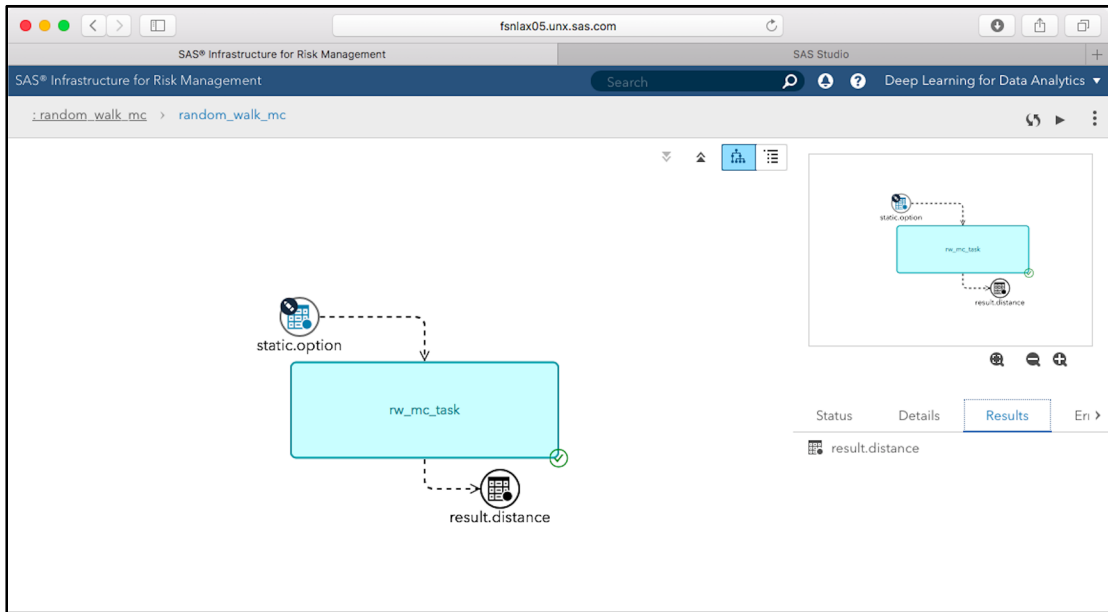 fsnlax05.unx.sas.com
SAS® Infrastructure for Risk Management
SAS Studio
SAS® Infrastructure for Risk Management
Search
Deep Learning for Data Analytics
: random_walk_mc > random_walk_mc
static.option
rw_mc_task
result.distance
static.option
rw_mc_task
result.distance
Status Details Results Err
result.distance